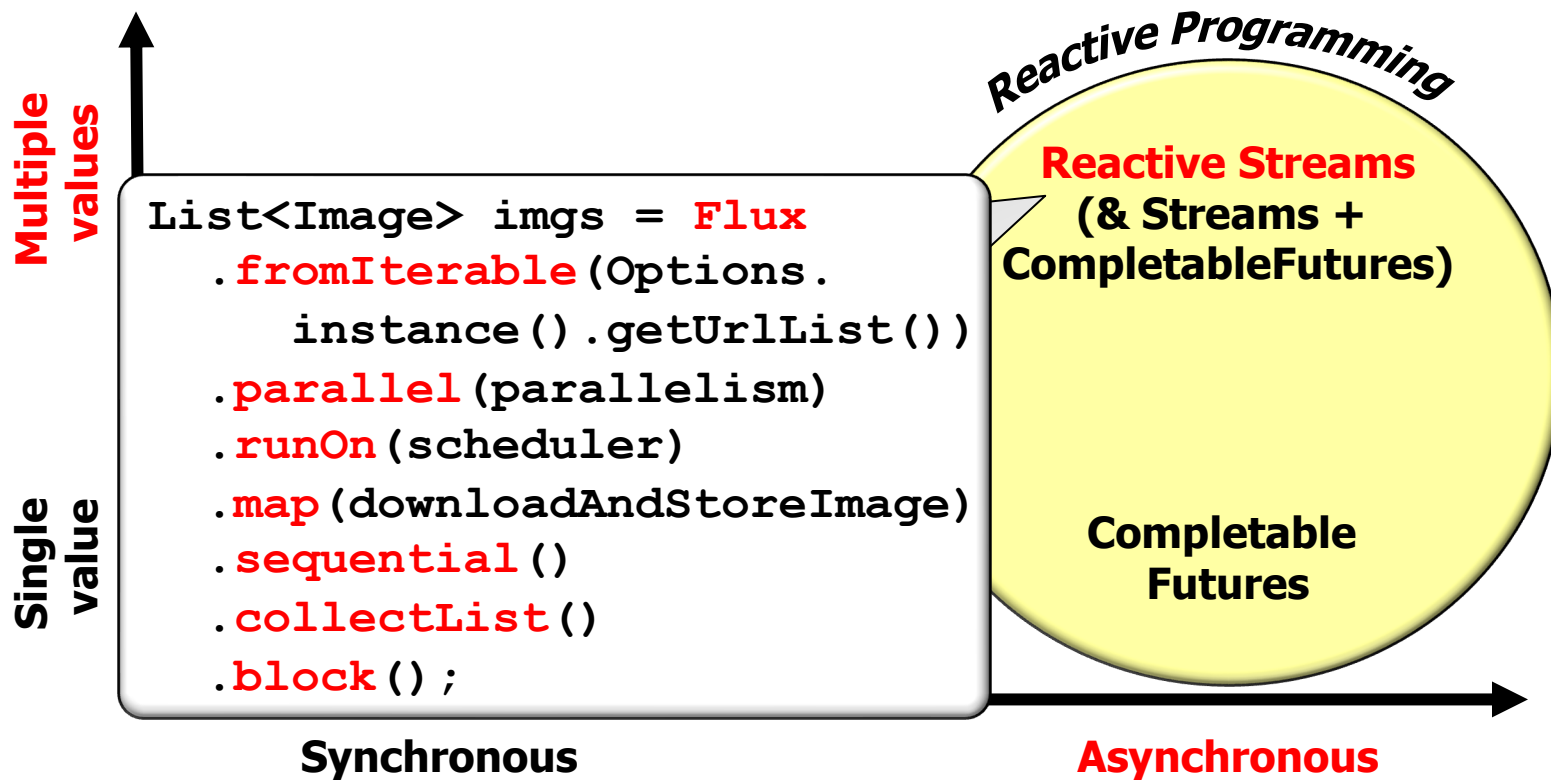 Reactive Programming
Multiple
values
Single
value
List<Image> imgs = Flux
.fromIterable(Options.
instance().getUrlList())
.parallel(parallelism)
.runOn(scheduler)
.map(downloadAndStoreImage)
.sequential()
.collectList()
.block();
Reactive Streams
(& Streams +
CompletableFutures)
Completable
Futures
Synchronous
Asynchronous